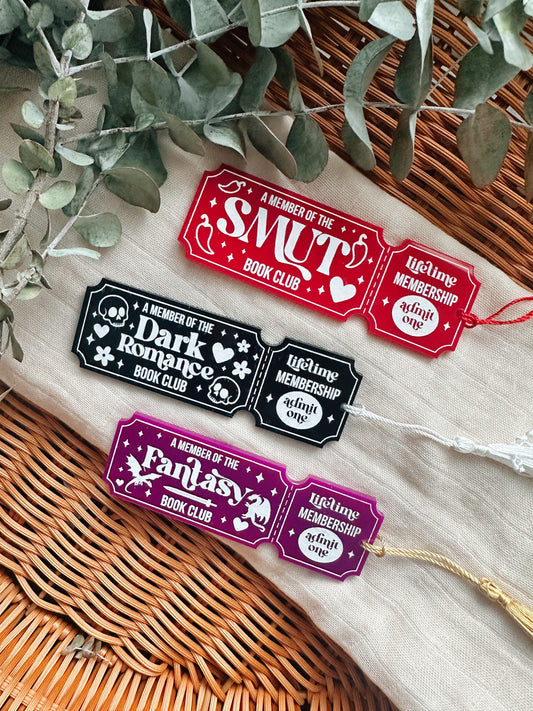 A MEMBER OF THE
SMUT
BOOK CLUB
Lifetime
MEMBERSHIP
admit
one
A MEMBER OF THE
Dark
Romance
BOOK CLUB
Lifetime
MEMBERSHIP
admit
one
A MEMBER OF THE
Fantasy
BOOK CLUB
Lifetime
MEMBERSHIP
admit
one